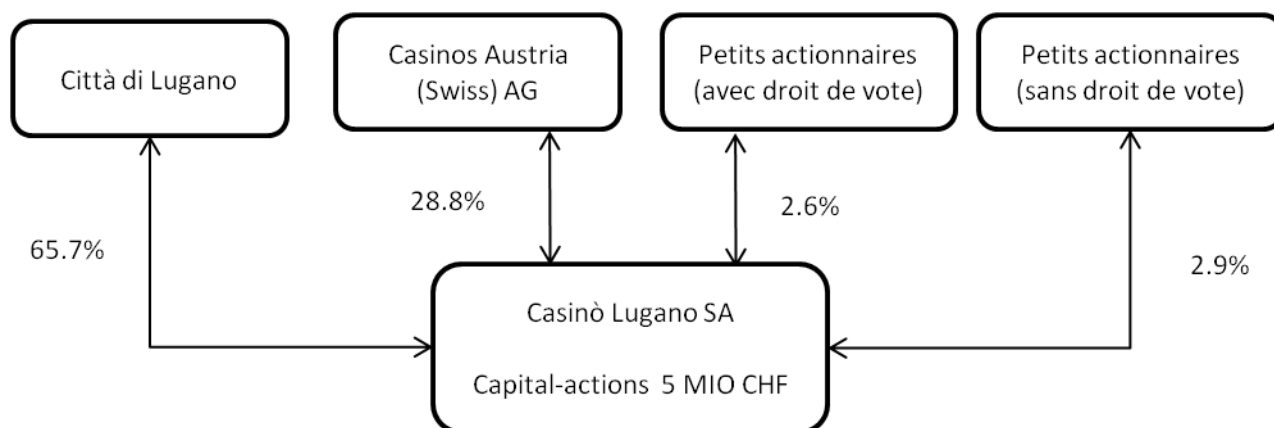 Città di Lugano
Casinos Austria
(Swiss) AG
Petits actionnaires
(avec droit de vote)
Petits actionnaires
(sans droit de vote)
28.8%
2.6%
65.7%
2.9%
Casinò Lugano SA
Capital-actions 5 MIO CHF